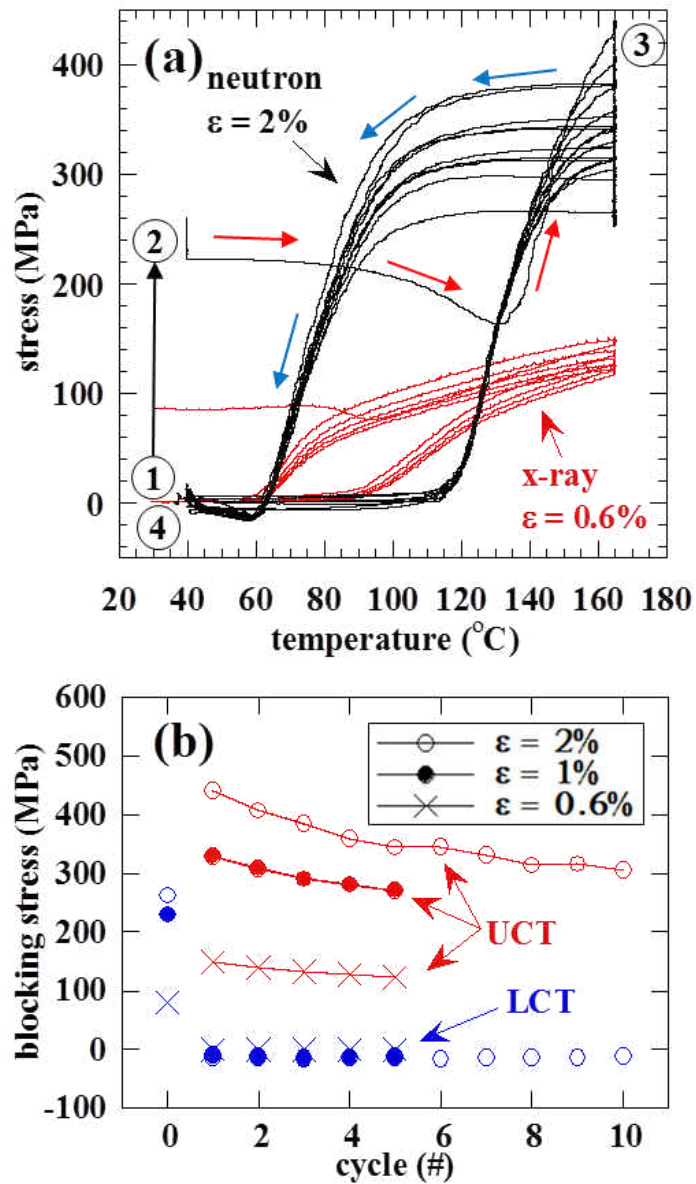 (a)
neutron
ε = 2%
3
2
1
4
x-ray
ε = 0.6%
400
300
200
100
0
stress (MPa)
20 40 60 80 100 120 140 160 180
temperature (°C)
(b)
ε = 2%
ε = 1%
ε = 0.6%
UCT
LCT
600
500
400
300
200
100
0
-100
blocking stress (MPa)
0 2 4 6 8 10
cycle (#)